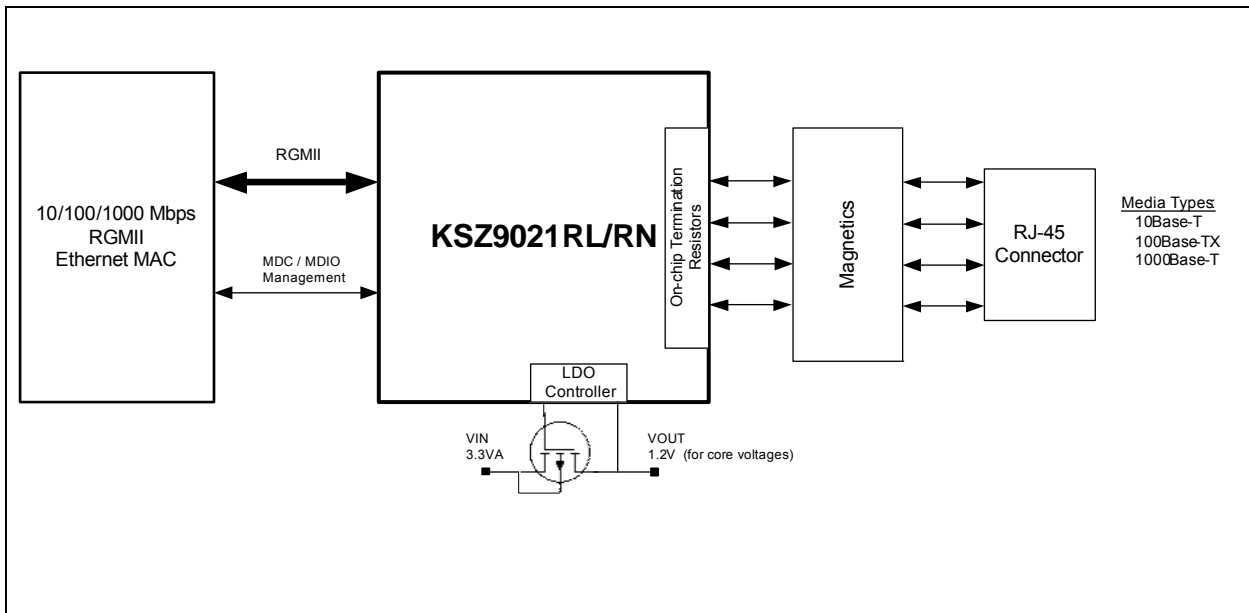 10/100/1000 Mbps
RGMII
Ethernet MAC
RGMII
MDC / MDIO
Management
KSZ9021RL/RN
On-chip Termination
Resistors
LDO
Controller
VIN
3.3VA
VOUT
1.2V (for core voltages)
Magnetics
RJ-45
Connector
Media Types:
10Base-T
100Base-TX
1000Base-T